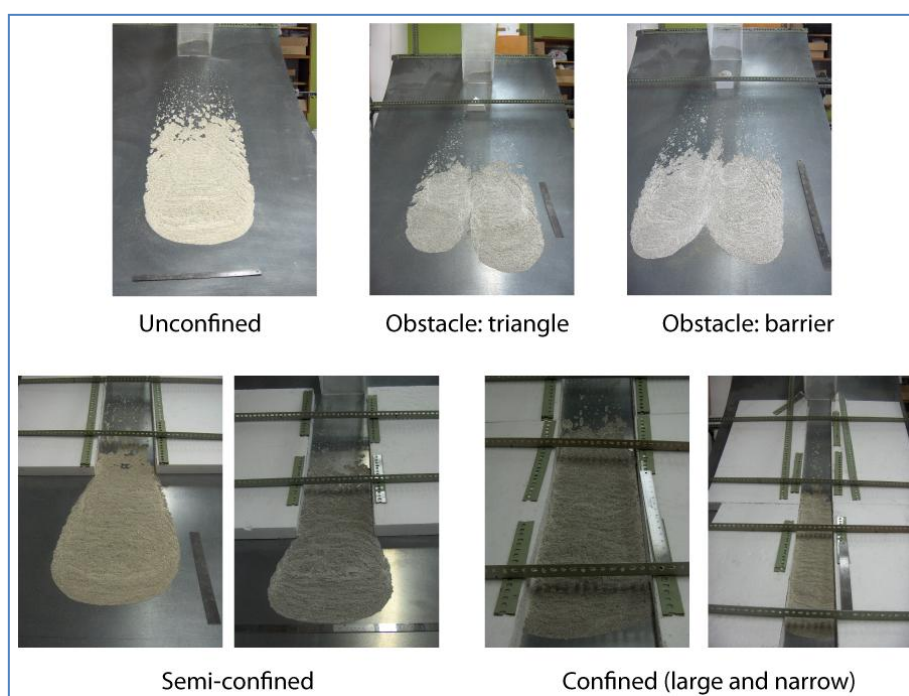 Unconfined
Obstacle: triangle
Obstacle: barrier
Semi-confined
Confined (large and narrow)